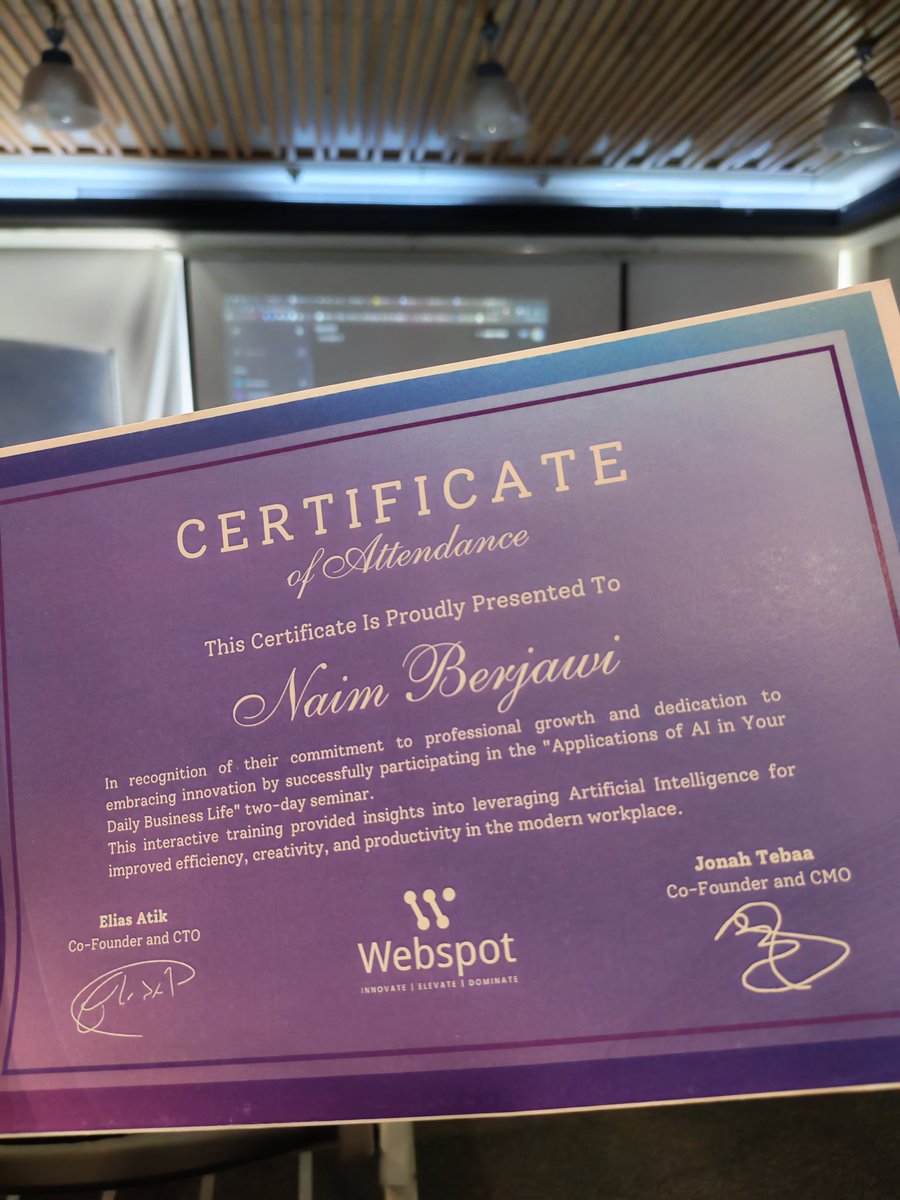 CERTIFICATE
of Attendance
This Certificate Is Proudly Presented To
Naim Berjawi
In recognition of their commitment to professional growth and dedication to
embracing innovation by successfully participating in the "Applications of AI in Your
Daily Business Life" two-day seminar.
This interactive training provided insights into leveraging Artificial Intelligence for
improved efficiency, creativity, and productivity in the modern workplace.
Elias Atik
Co-Founder and CTO
Webspot
INNOVATE | ELEVATE | DOMINATE
Jonah Tebaa
Co-Founder and CMO